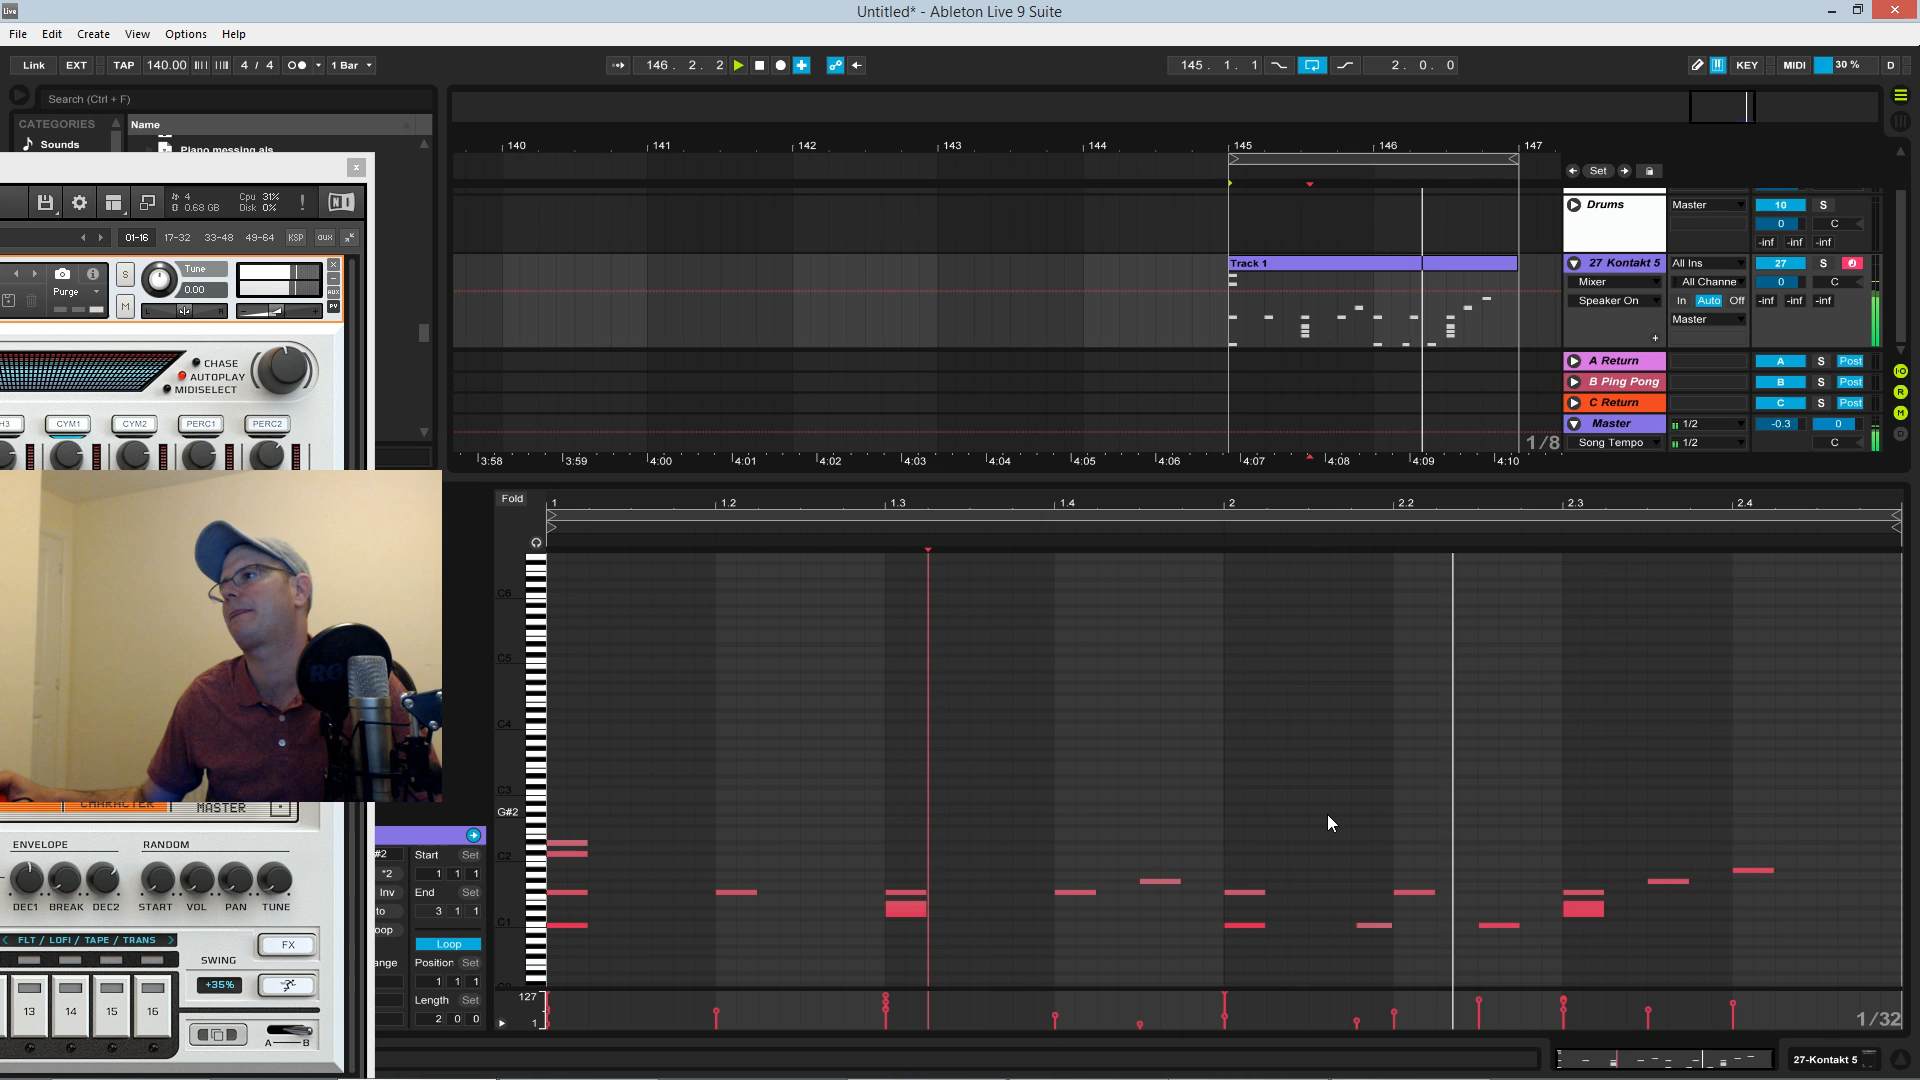 Live
Untitled* - Ableton Live 9 Suite
File Edit Create View Options Help
Link EXT TAP 140.00 4 / 4 1 Bar
146 . 2 . 2
145 . 1 . 1
2 . 0 . 0
KEY MIDI 30 % D
Search (Ctrl + F)
CATEGORIES
Sounds
Name
Piano messing.als
140 141 142 143 144 145 146 147
Set
4 Cpu 31%
0.68 GB Disk 0%
NI
01-16 17-32 33-48 49-64 KSP aux
Purge
S
M
Tune
0.00
L R
AUX
PV
Drums Master 10 S
0 C
-inf -inf -inf
Track 1
27 Kontakt 5 All Ins 27 S
Mixer All Channe 0 C
Speaker On In Auto Off -inf -inf -inf
Master
A Return A S Post
B Ping Pong B S Post
C Return C S Post
Master 1/2 -0.3 0
Song Tempo 1/2 C
1/8
3:58 3:59 4:00 4:01 4:02 4:03 4:04 4:05 4:06 4:07 4:08 4:09 4:10
CHASE
AUTOPLAY
MIDISELECT
H3 CYM1 CYM2 PERC1 PERC2
Fold
1 1.2 1.3 1.4 2 2.2 2.3 2.4
C6
C5
C4
C3
G#2
C2
C1
127
1
1/32
CHARACTER MASTER
ENVELOPE RANDOM
DEC1 BREAK DEC2 START VOL PAN TUNE
FLT / LOFI / TAPE / TRANS
FX
SWING
+35%
13 14 15 16
A B
#2
*2
Inv
Start Set
1 1 1
End Set
3 1 1
Loop
Position Set
1 1 1
Length Set
2 0 0
27-Kontakt 5